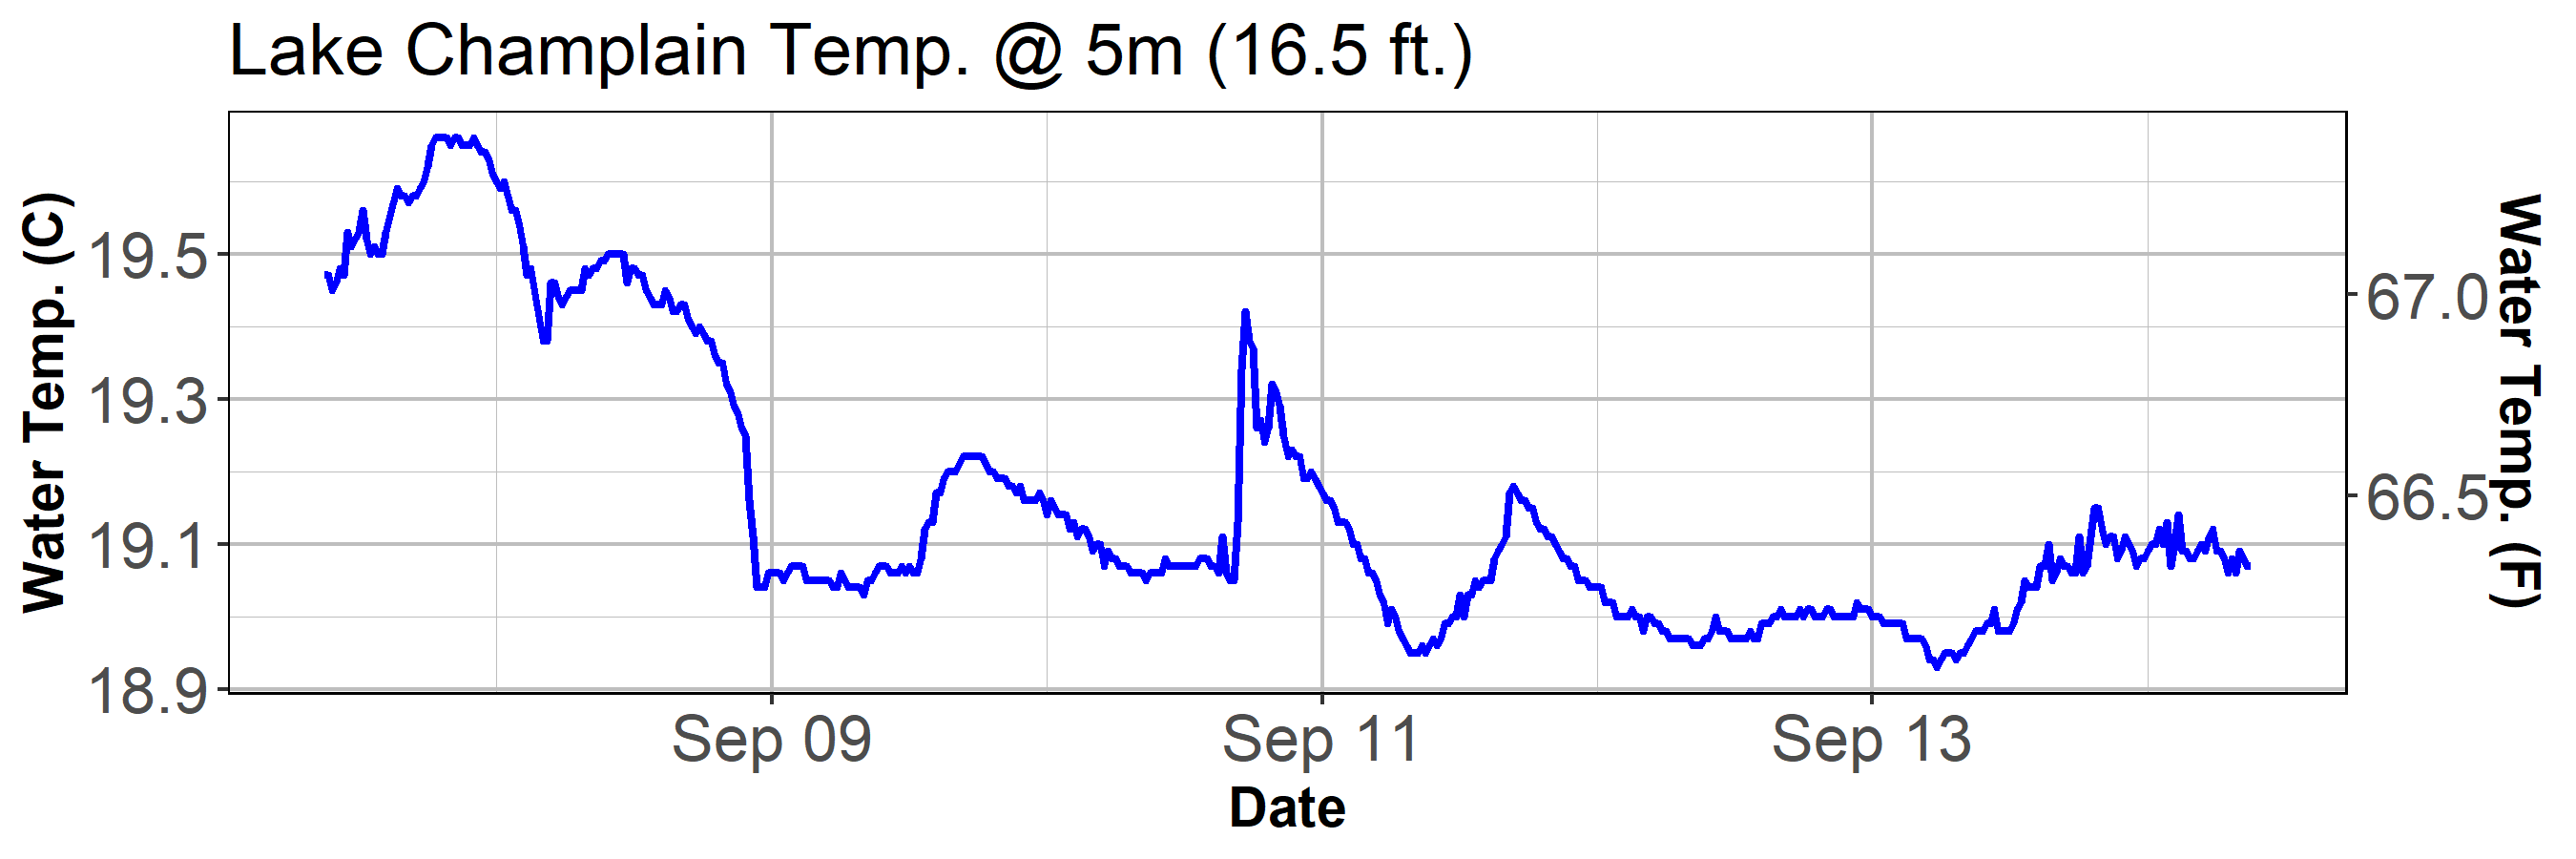 Lake Champlain Temp. @ 5m (16.5 ft.)
Water Temp. (C)
19.5
19.3
19.1
18.9
67.0
66.5
Water Temp. (F)
Sep 09
Sep 11
Sep 13
Date